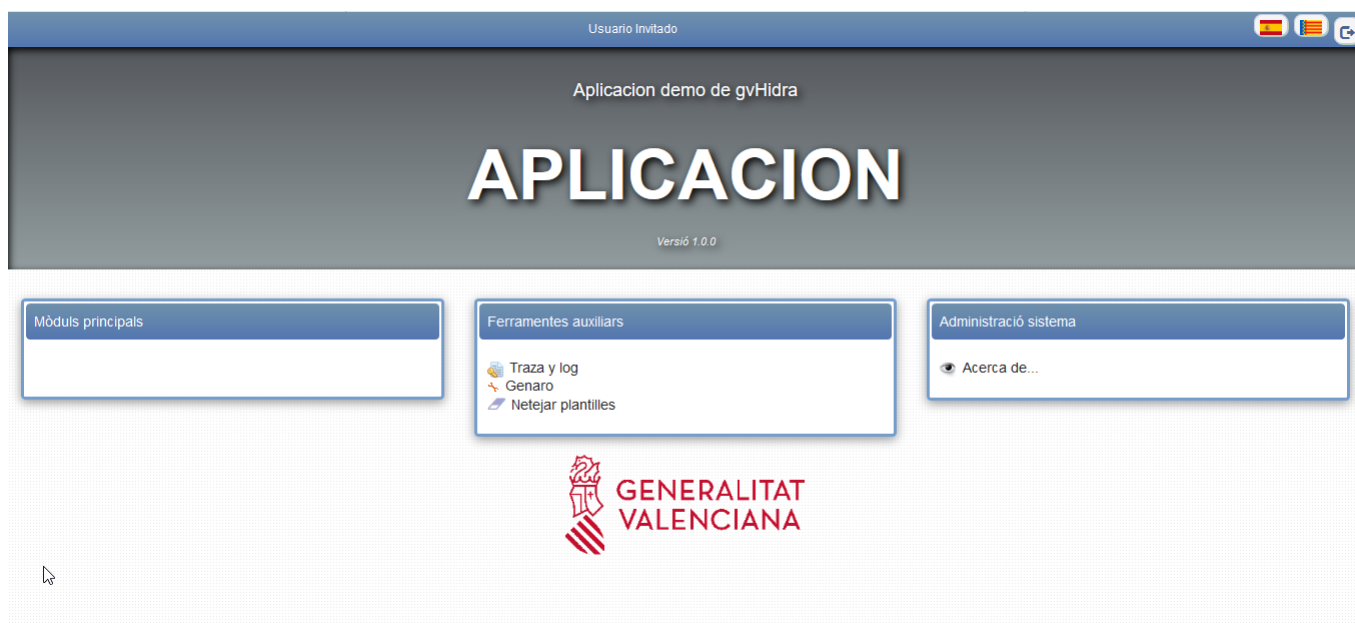 Usuario Invitado
Aplicacion demo de gvHidra
APLICACION
Versió 1.0.0
Mòduls principals
Ferramentes auxiliars
Traza y log
Genaro
Netejar plantilles
Administració sistema
Acerca de...
GENERALITAT
VALENCIANA